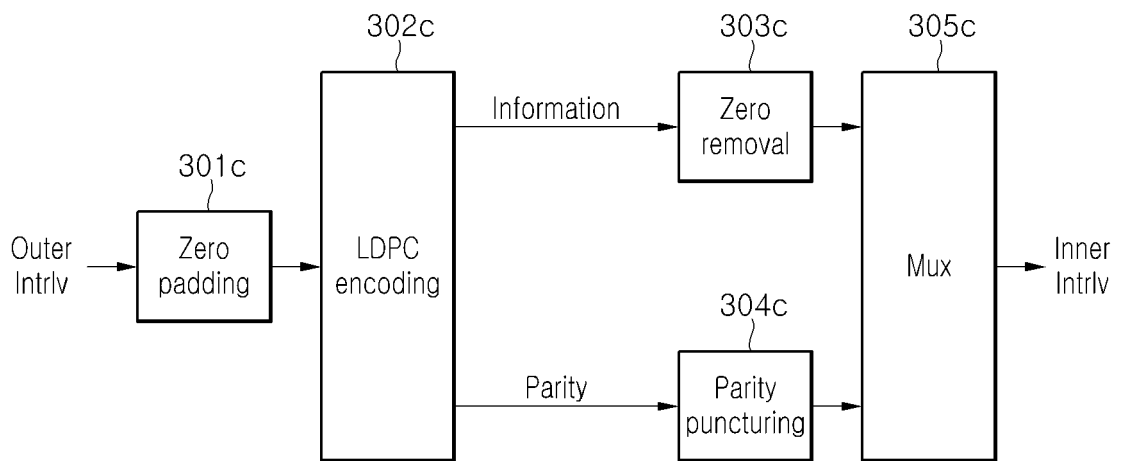 302c
303c
305c
Information
Zero
removal
301c
Outer
Intrlv
Zero
padding
LDPC
encoding
Mux
Inner
Intrlv
304c
Parity
Parity
puncturing